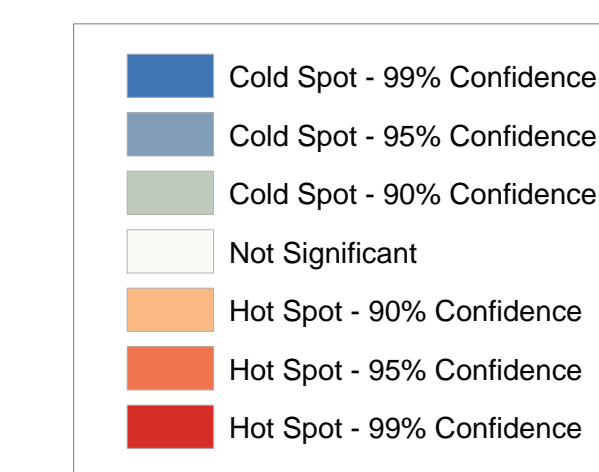 Cold Spot - 99% Confidence
Cold Spot - 95% Confidence
Cold Spot - 90% Confidence
Not Significant
Hot Spot - 90% Confidence
Hot Spot - 95% Confidence
Hot Spot - 99% Confidence